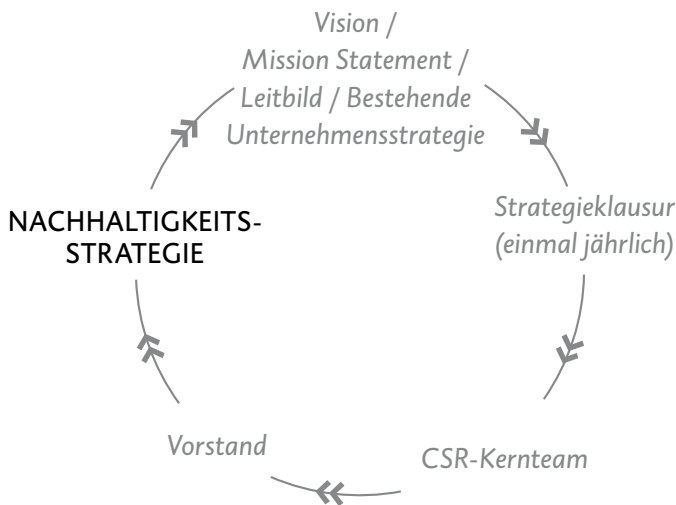 Vision /
Mission Statement /
Leitbild / Bestehende
Unternehmensstrategie
Strategieklausur
(einmal jährlich)
CSR-Kernteam
Vorstand
NACHHALTIGKEITS-
STRATEGIE